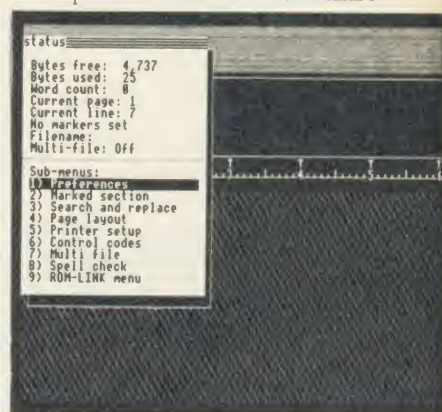 status
Bytes free: 4,737
Bytes used: 25
Word count: 0
Current page: 1
Current line: 7
No markers set
Filename:
Multi-file: Off
Sub-menus:
1) Preferences
2) Marked section
3) Search and replace
4) Page layout
5) Printer setup
6) Control codes
7) Multi file
8) Spell check
9) ROM-LINK menu